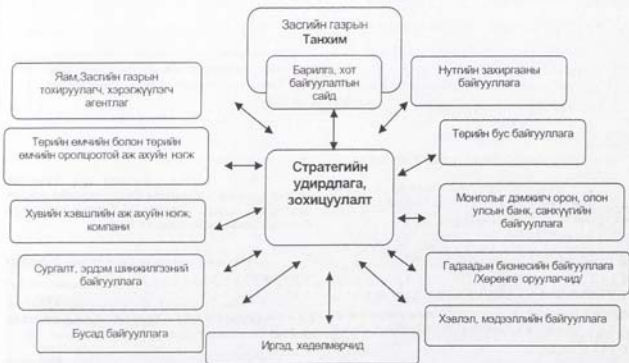 Засгийн газрын
Танхим
Барилга, хот
байгуулалтын
сайд
Яам,Засгийн газрын
тохируулагч, хэрэгжүүлэгч
агентлаг
Нутгийн захиргааны
байгууллага
Төрийн өмчийн болон төрийн
өмчийн оролцоотой аж ахуйн нэгж
Төрийн бус байгууллага
Стратегийн
удирдлага,
зохицуулалт
Хувийн хэвшлийн аж ахуйн нэгж,
компани
Монголыг дэмжигч орон, олон
улсын банк, санхүүгийн
байгууллага
Сургалт, эрдэм шинжилгээний
байгууллага
Гадаадын бизнесийн байгууллага
/Хөрөнгө оруулагчид/
Бусад байгууллага
Иргэд, хөдөлмөрчид
Хэвлэл, мэдээллийн байгууллага